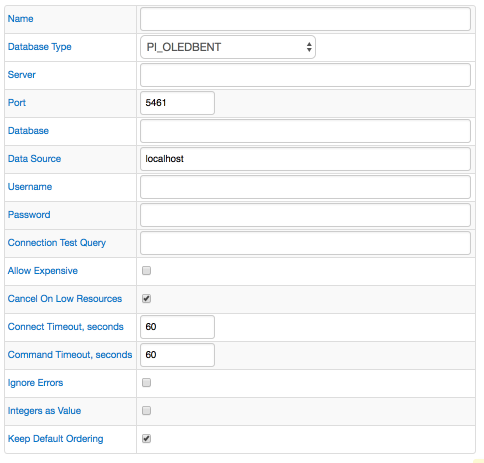 Name
Database Type PI_OLEDBENT
Server
Port 5461
Database
Data Source localhost
Username
Password
Connection Test Query
Allow Expensive
Cancel On Low Resources
Connect Timeout, seconds 60
Command Timeout, seconds 60
Ignore Errors
Integers as Value
Keep Default Ordering